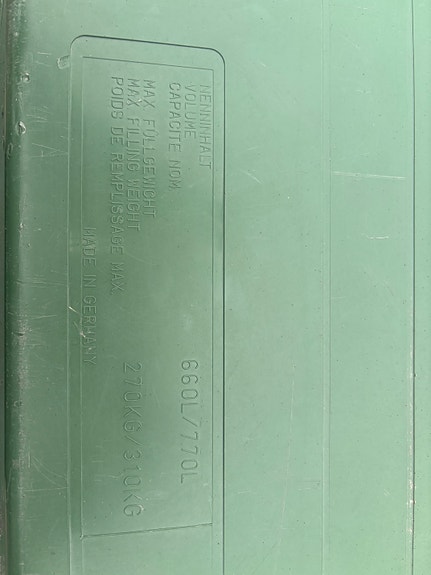 NENNINHALT
VOLUME
CAPACITE NOM. 660L/770L
MAX. FÜLLGEWICHT
MAX FILLING WEIGHT
POIDS DE REMPLISSAGE MAX 270KG/310KG
MADE IN GERMANY